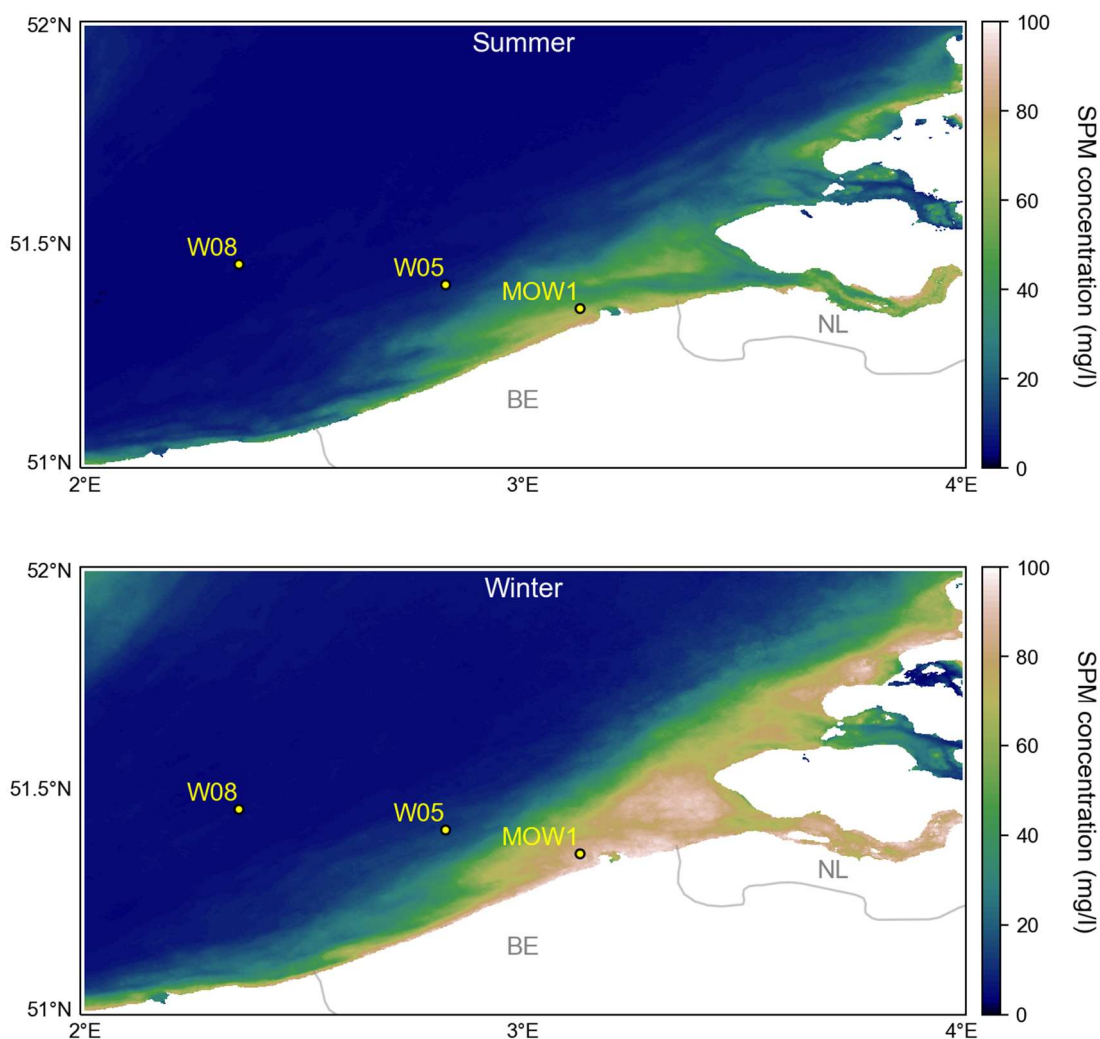 52°N
Summer
100
80
51.5°N
W08
W05
MOW1
60
40
NL
BE
20
51°N
0
2°E
3°E
4°E
SPM concentration (mg/l)
52°N
Winter
100
80
51.5°N
W08
W05
MOW1
60
40
NL
BE
20
51°N
0
2°E
3°E
4°E
SPM concentration (mg/l)